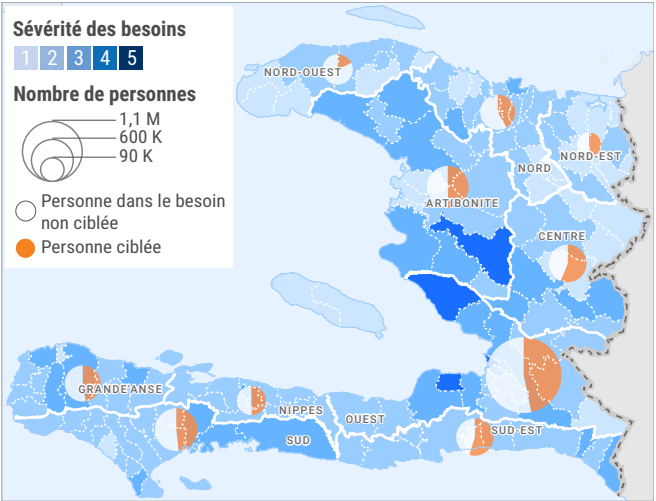 Sévérité des besoins
1 2 3 4 5
Nombre de personnes
1,1 M
600 K
90 K
Personne dans le besoin
non ciblée
Personne ciblée
NORD-OUEST
NORD-EST
NORD
ARTIBONITE
CENTRE
GRANDE'ANSE
NIPPES
OUEST
SUD-EST
SUD